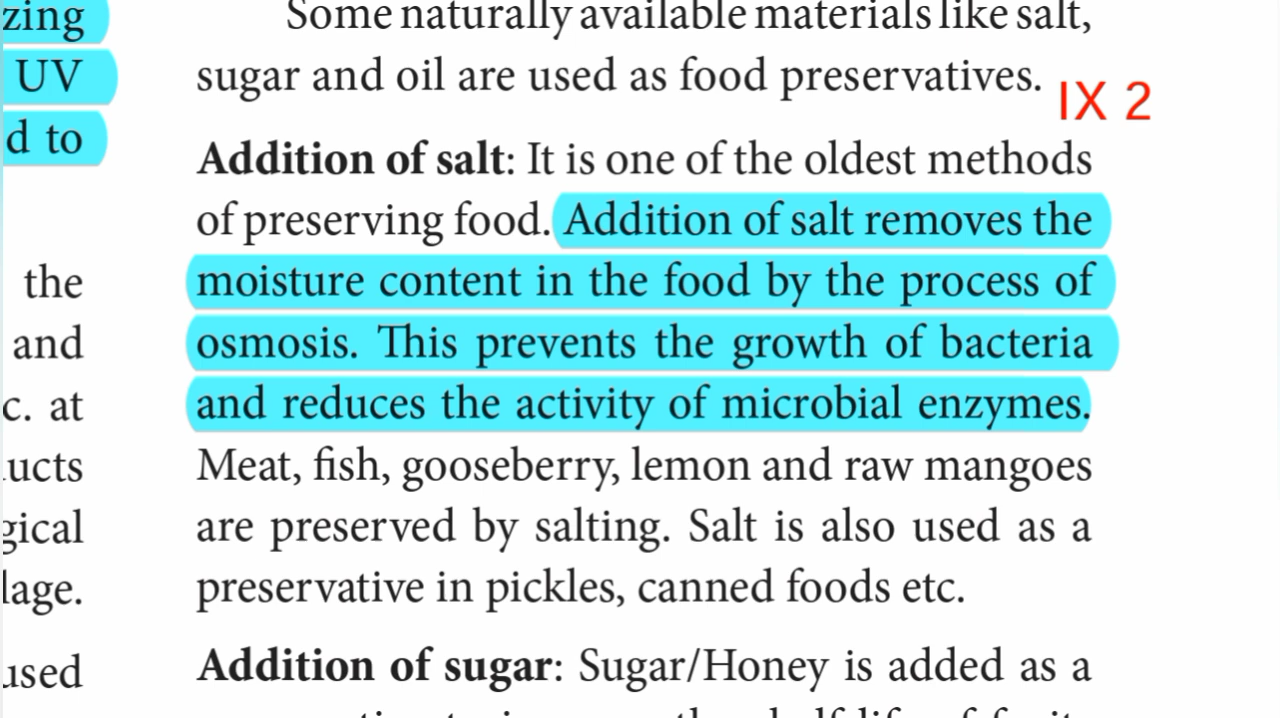 zing
UV
d to
the
and
c. at
ucts
gical
lage.
used
Some naturally available materials like salt,
sugar and oil are used as food preservatives.
IX 2
Addition of salt: It is one of the oldest methods
of preserving food. Addition of salt removes the
moisture content in the food by the process of
osmosis. This prevents the growth of bacteria
and reduces the activity of microbial enzymes.
Meat, fish, gooseberry, lemon and raw mangoes
are preserved by salting. Salt is also used as a
preservative in pickles, canned foods etc.
Addition of sugar: Sugar/Honey is added as a